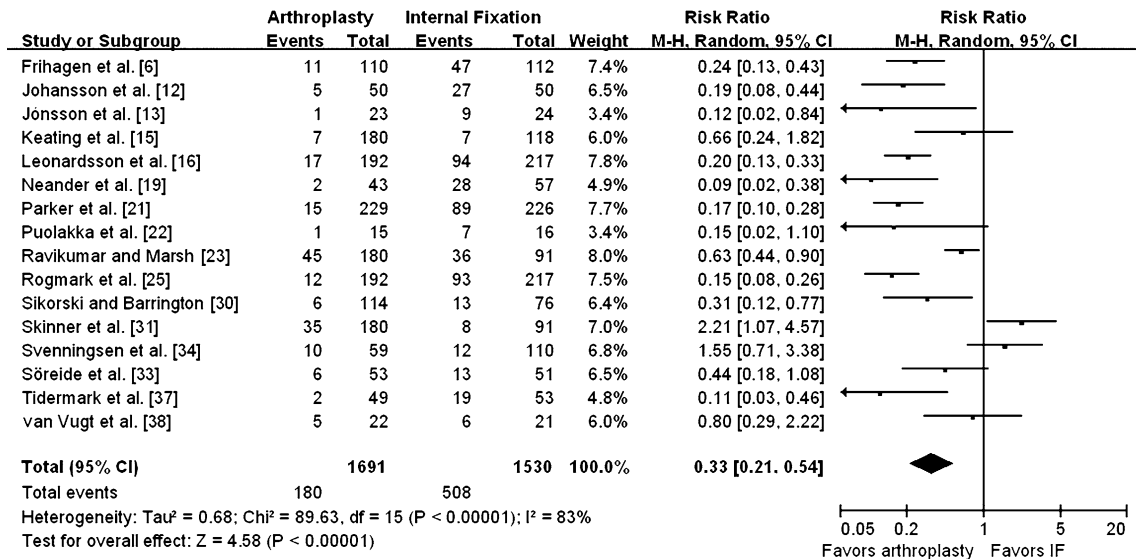 Arthroplasty Internal Fixation Risk Ratio Risk Ratio
Study or Subgroup Events Total Events Total Weight M-H, Random, 95% CI M-H, Random, 95% CI
Frihagen et al. [6] 11 110 47 112 7.4% 0.24 [0.13, 0.43]
Johansson et al. [12] 5 50 27 50 6.5% 0.19 [0.08, 0.44]
Jónsson et al. [13] 1 23 9 24 3.4% 0.12 [0.02, 0.84]
Keating et al. [15] 7 180 7 118 6.0% 0.66 [0.24, 1.82]
Leonardsson et al. [16] 17 192 94 217 7.8% 0.20 [0.13, 0.33]
Neander et al. [19] 2 43 28 57 4.9% 0.09 [0.02, 0.38]
Parker et al. [21] 15 229 89 226 7.7% 0.17 [0.10, 0.28]
Puolakka et al. [22] 1 15 7 16 3.4% 0.15 [0.02, 1.10]
Ravikumar and Marsh [23] 45 180 36 91 8.0% 0.63 [0.44, 0.90]
Rogmark et al. [25] 12 192 93 217 7.5% 0.15 [0.08, 0.26]
Sikorski and Barrington [30] 6 114 13 76 6.4% 0.31 [0.12, 0.77]
Skinner et al. [31] 35 180 8 91 7.0% 2.21 [1.07, 4.57]
Svenningsen et al. [34] 10 59 12 110 6.8% 1.55 [0.71, 3.38]
Söreide et al. [33] 6 53 13 51 6.5% 0.44 [0.18, 1.08]
Tidermark et al. [37] 2 49 19 53 4.8% 0.11 [0.03, 0.46]
van Vugt et al. [38] 5 22 6 21 6.0% 0.80 [0.29, 2.22]
Total (95% CI) 1691 1530 100.0% 0.33 [0.21, 0.54]
Total events 180 508
Heterogeneity: Tau² = 0.68; Chi² = 89.63, df = 15 (P < 0.00001); I² = 83%
Test for overall effect: Z = 4.58 (P < 0.00001)
0.05 0.2 1 5 20
Favors arthroplasty Favors IF